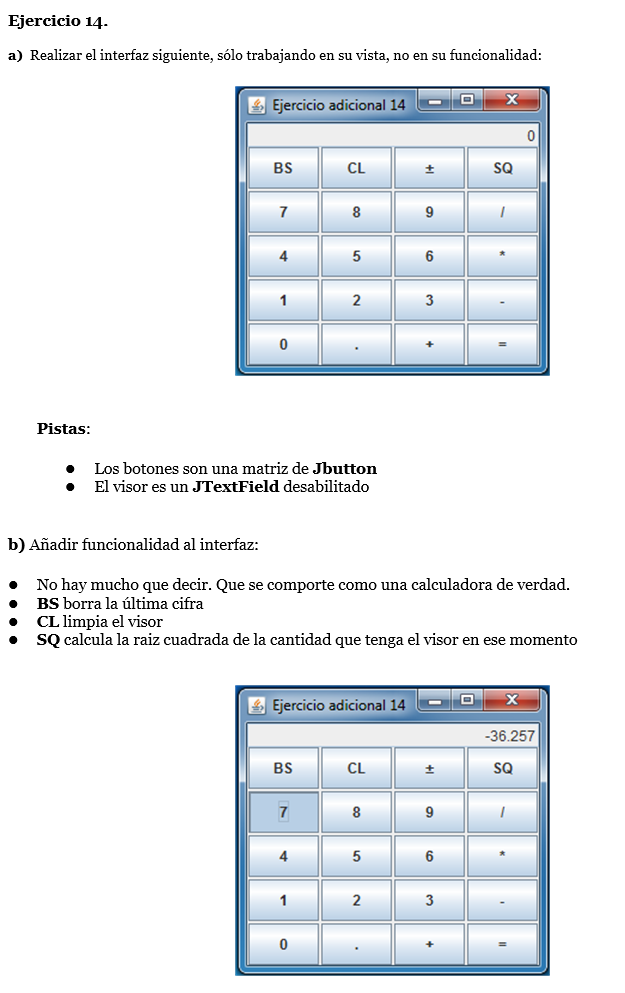 Ejercicio 14.
a) Realizar el interfaz siguiente, sólo trabajando en su vista, no en su funcionalidad:
Ejercicio adicional 14
0
BS CL ± SQ
7 8 9 /
4 5 6 *
1 2 3 -
0 . + =
Pistas:
● Los botones son una matriz de Jbutton
● El visor es un JTextField desabilitado
b) Añadir funcionalidad al interfaz:
● No hay mucho que decir. Que se comporte como una calculadora de verdad.
● BS borra la última cifra
● CL limpia el visor
● SQ calcula la raiz cuadrada de la cantidad que tenga el visor en ese momento
Ejercicio adicional 14
-36.257
BS CL ± SQ
7 8 9 /
4 5 6 *
1 2 3 -
0 . + =